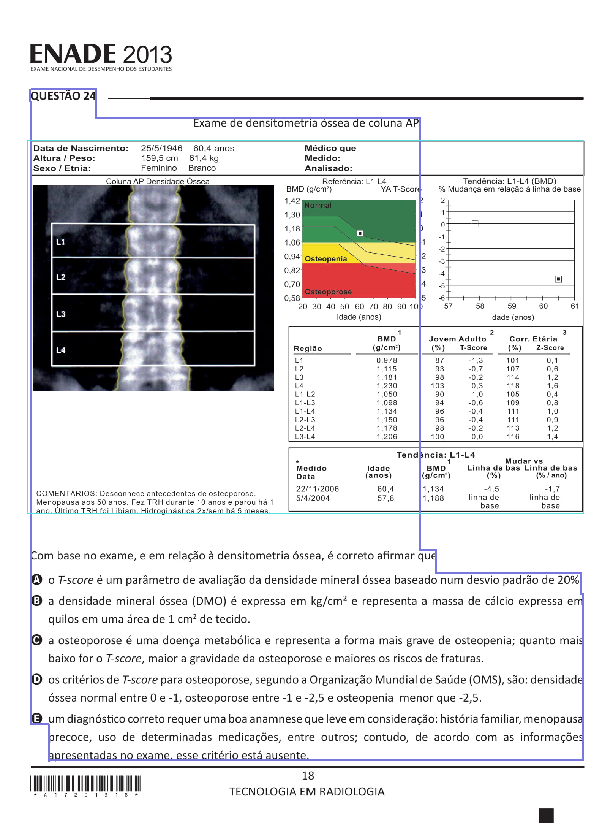 ENADE 2013
EXAME NACIONAL DE DESEMPENHO DOS ESTUDANTES
QUESTÃO 24
Exame de densitometria óssea de coluna AP
Data de Nascimento: 25/5/1946 60,4 anos Médico que
Altura / Peso: 159,5 cm 61,4 kg Medido:
Sexo / Etnia: Feminino Branco Analisado:
Coluna AP Densidade Óssea
L1
L2
L3
L4
Referência: L1-L4
BMD (g/cm²) YA T-Score
1,42 Normal 2
1,30 1
1,18 0
1,06 1
0,94 Osteopenia 2
0,82 3
0,70 4
0,58 Osteoporose 5
20 30 40 50 60 70 80 90 100
Idade (anos)
Tendência: L1-L4 (BMD)
% Mudança em relação à linha de base
2
1
0
-1
-2
-3
-4
-5
-6
57 58 59 60 61
dade (anos)
1 2 3
BMD Jovem Adulto Corr. Etária
Região (g/cm²) (%) T-Score (%) Z-Score
L1 0,978 87 -1,3 101 0,1
L2 1,115 93 -0,7 107 0,6
L3 1,181 98 -0,2 114 1,2
L4 1,230 103 0,3 118 1,6
L1-L2 1,050 90 1,0 105 0,4
L1-L3 1,098 94 -0,6 109 0,8
L1-L4 1,134 96 -0,4 111 1,0
L2-L3 1,150 96 -0,4 111 0,9
L2-L4 1,178 98 -0,2 113 1,2
L3-L4 1,206 100 0,0 116 1,4
Tendência: L1-L4
* 1 Mudar vs
Medido Idade BMD Linha de bas Linha de bas
Data (anos) (g/cm²) (%) (% / ano)
22/11/2006 60,4 1,134 -4,5 -1,7
5/4/2004 57,8 1,188 linha de base linha de base
COMENTÁRIOS: Desconhece antecedentes de osteoporose.
Menopausa aos 50 anos. Fez TRH durante 10 anos e parou há 1
ano. Último TRH foi Libiam. Hidroginástica 2x/sem há 5 meses.
Com base no exame, e em relação à densitometria óssea, é correto afirmar que
A o T-score é um parâmetro de avaliação da densidade mineral óssea baseado num desvio padrão de 20%.
B a densidade mineral óssea (DMO) é expressa em kg/cm² e representa a massa de cálcio expressa em
quilos em uma área de 1 cm² de tecido.
C a osteoporose é uma doença metabólica e representa a forma mais grave de osteopenia; quanto mais
baixo for o T-score, maior a gravidade da osteoporose e maiores os riscos de fraturas.
D os critérios de T-score para osteoporose, segundo a Organização Mundial de Saúde (OMS), são: densidade
óssea normal entre 0 e -1, osteoporose entre -1 e -2,5 e osteopenia menor que -2,5.
E um diagnóstico correto requer uma boa anamnese que leve em consideração: história familiar, menopausa
precoce, uso de determinadas medicações, entre outros; contudo, de acordo com as informações
apresentadas no exame, esse critério está ausente.
18
TECNOLOGIA EM RADIOLOGIA